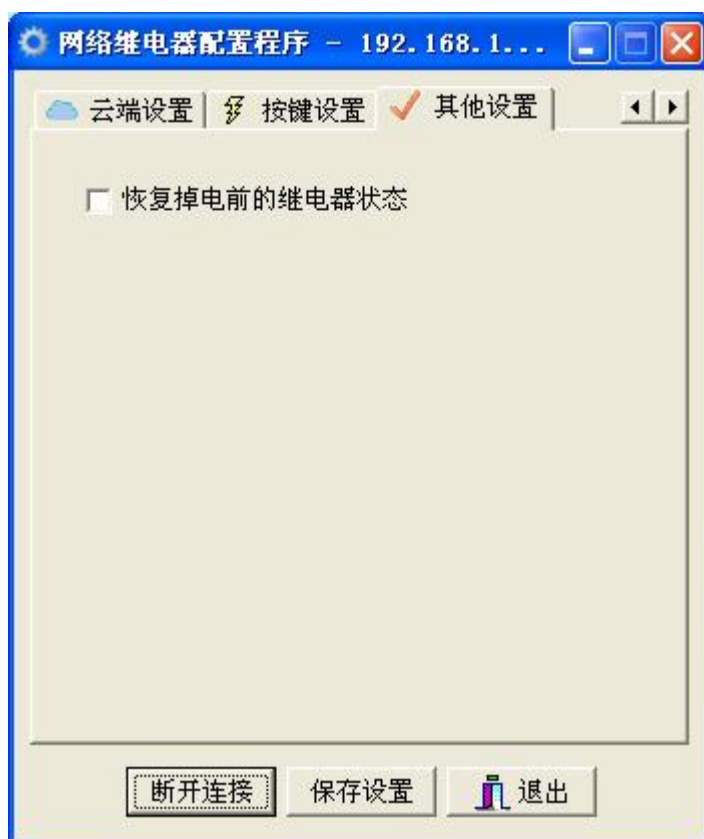 网络继电器配置程序 - 192.168.1...
云端设置 按键设置 其他设置
恢复掉电前的继电器状态
断开连接 保存设置 退出